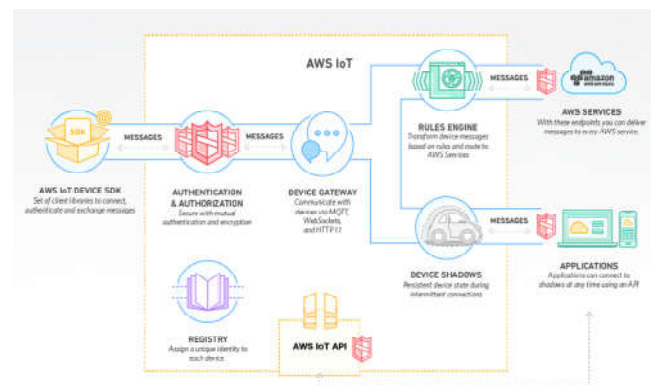 AWS IoT
SDK
MESSAGES
MESSAGES
MESSAGES
MESSAGES
AWS IoT DEVICE SDK
Set of client libraries to connect,
authenticate and exchange messages
AUTHENTICATION
& AUTHORIZATION
Secure with mutual
authentication and encryption
DEVICE GATEWAY
Communicate with
devices via MQTT,
WebSockets,
and HTTP 1.1
RULES ENGINE
Transform device messages
based on rules and route to
AWS Services
amazon
web services
AWS SERVICES
With these endpoints you can deliver
messages to every AWS service.
DEVICE SHADOWS
Persistent device state during
intermittent connections
APPLICATIONS
Applications can connect to
shadows at any time using an API
REGISTRY
Assign a unique identity to
each device
AWS IoT API